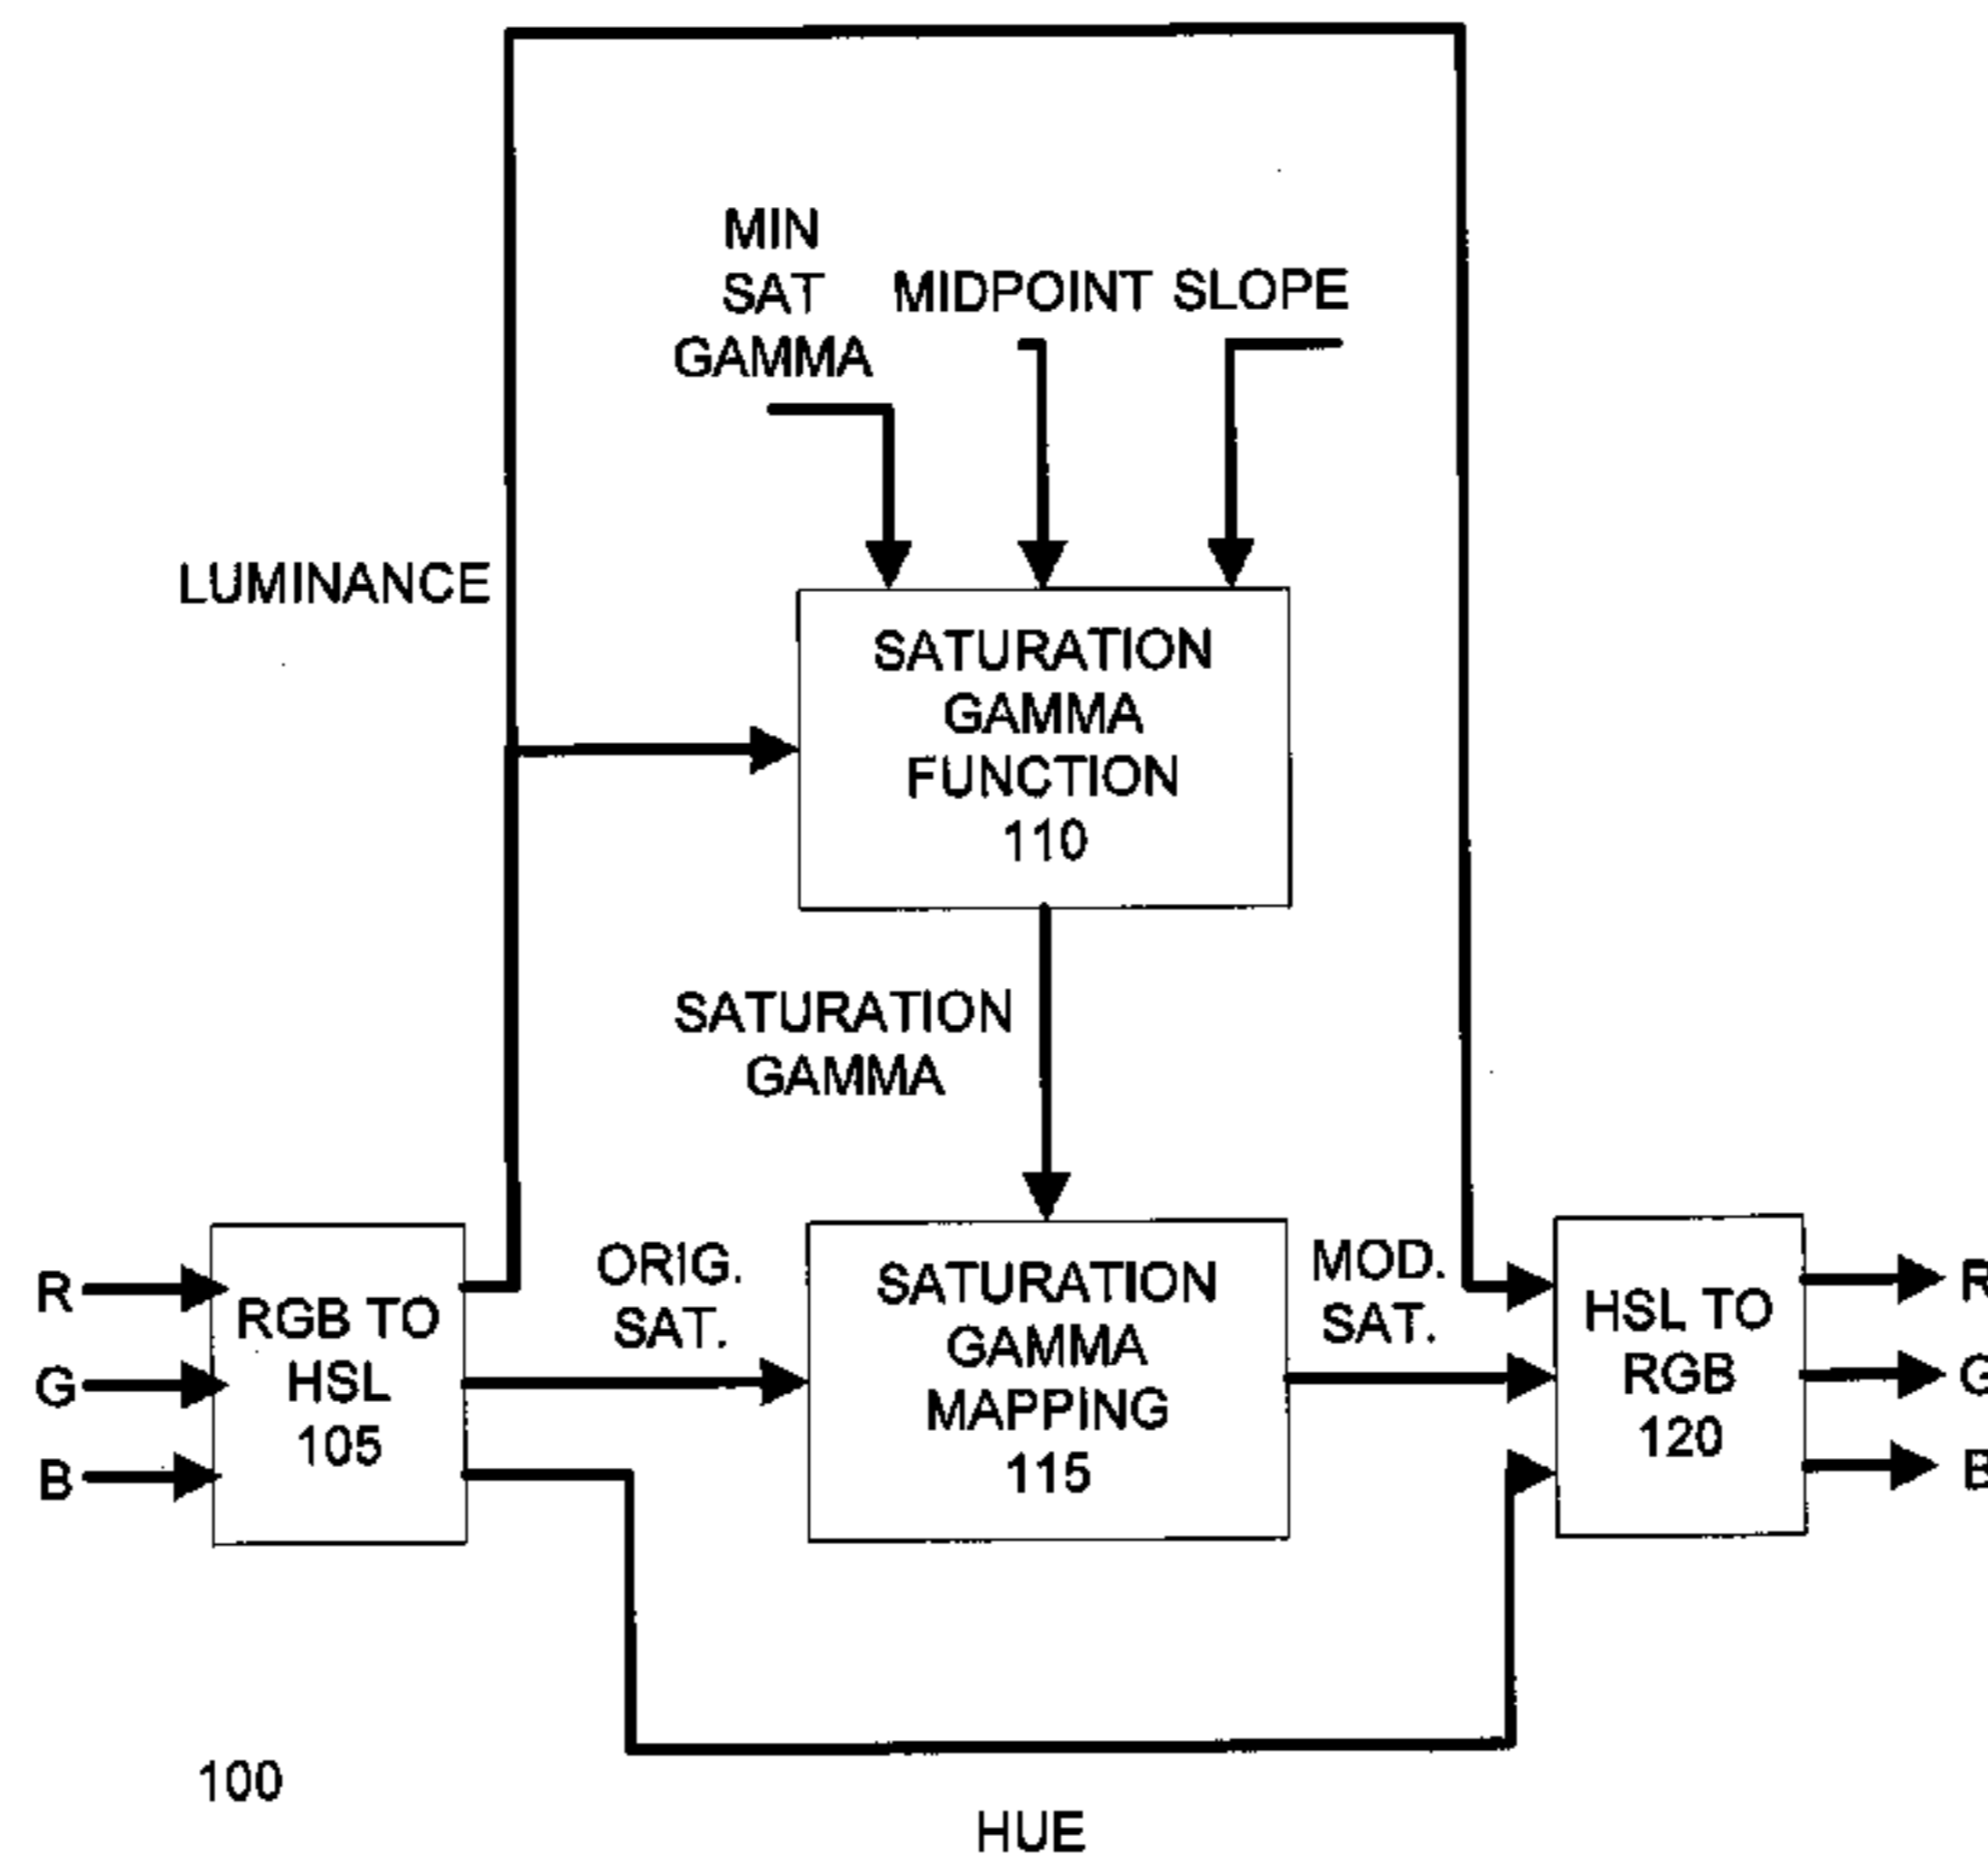 MIN
SAT
GAMMA
MIDPOINT
SLOPE
LUMINANCE
SATURATION
GAMMA
FUNCTION
110
SATURATION
GAMMA
R
G
B
RGB TO
HSL
105
ORIG.
SAT.
SATURATION
GAMMA
MAPPING
115
MOD.
SAT.
HSL TO
RGB
120
R
G
B
100
HUE